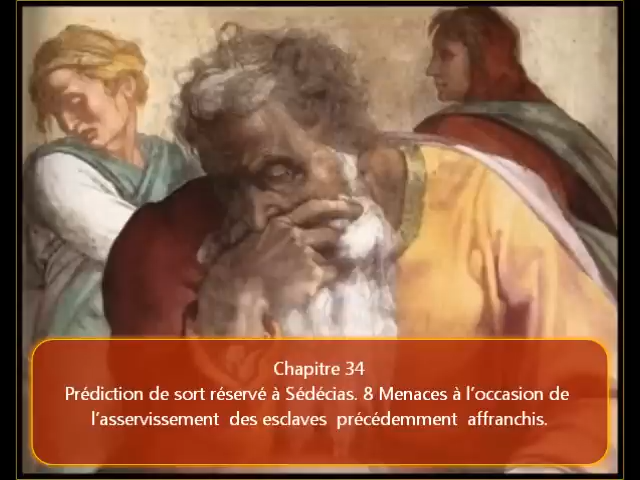 Chapitre 34
Prédiction de sort réservé à Sédécias. 8 Menaces à l'occasion de
l'asservissement des esclaves précédemment affranchis.